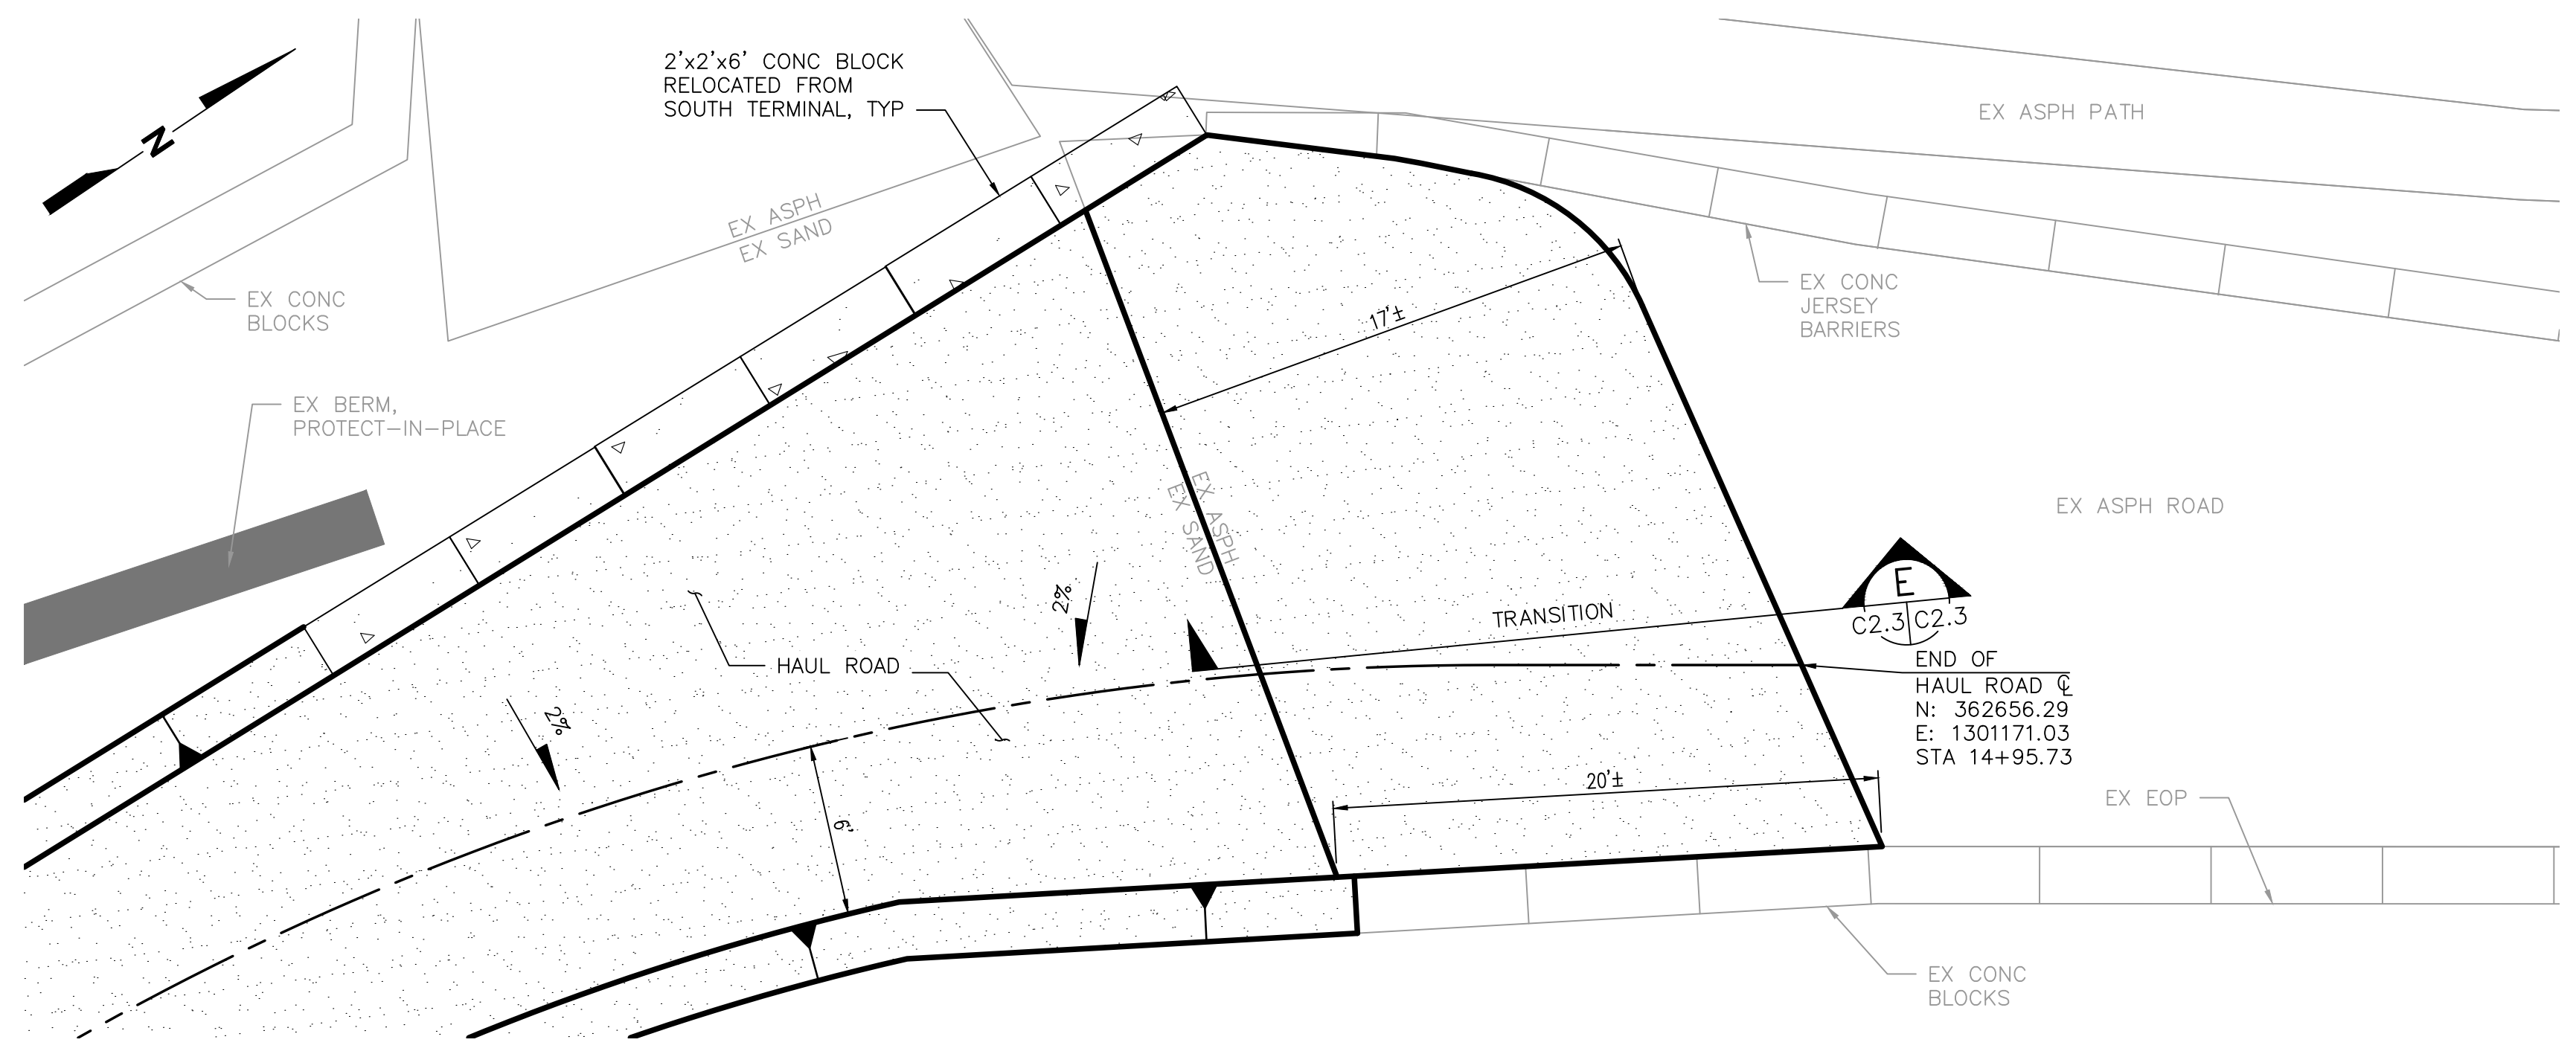 2'x2'x6' CONC BLOCK
RELOCATED FROM
SOUTH TERMINAL, TYP
N
EX ASPH PATH
EX ASPH
EX SAND
EX CONC
BLOCKS
EX CONC
JERSEY
BARRIERS
17'±
EX BERM,
PROTECT-IN-PLACE
EX ASPH
EX SAND
EX ASPH ROAD
2%
TRANSITION
E
C2.3 C2.3
HAUL ROAD
2%
END OF
HAUL ROAD ℄
N: 362656.29
E: 1301171.03
STA 14+95.73
20'±
6'
EX EOP
EX CONC
BLOCKS